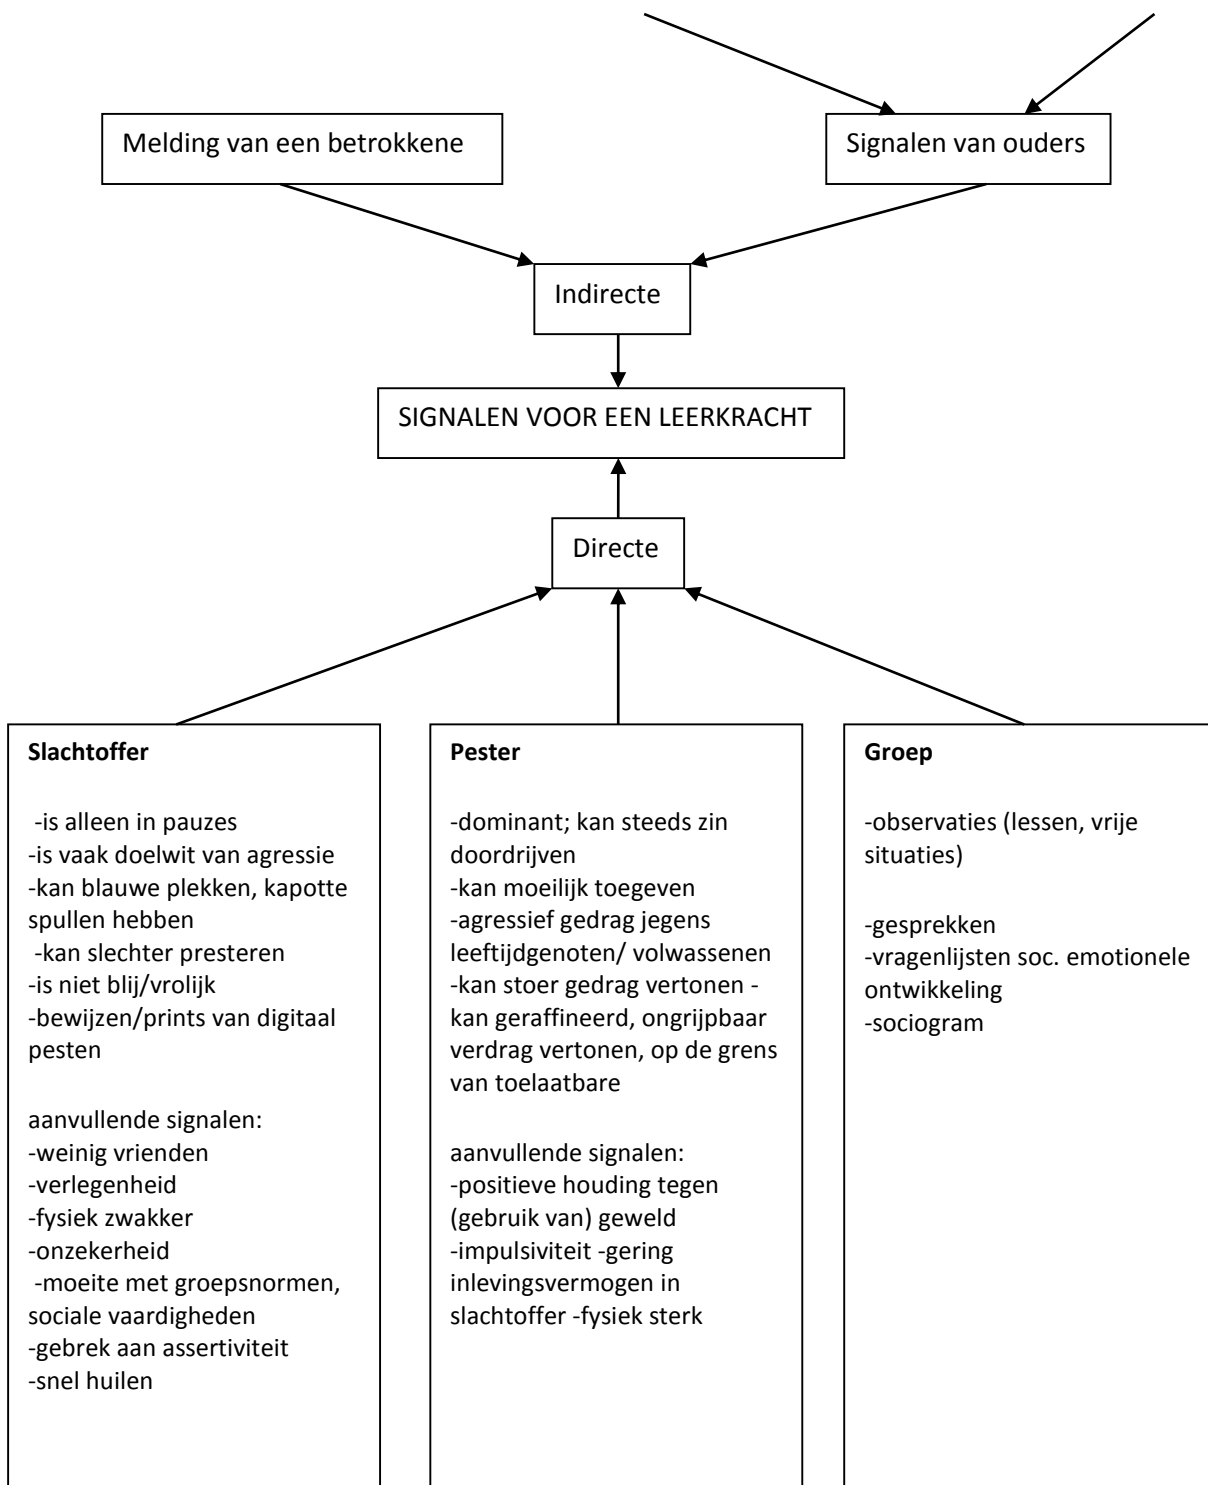 Melding van een betrokkene
Signalen van ouders
Indirecte
SIGNALEN VOOR EEN LEERKRACHT
Directe
Slachtoffer
-is alleen in pauzes
-is vaak doelwit van agressie
-kan blauwe plekken, kapotte
spullen hebben
-kan slechter presteren
-is niet blij/vrolijk
-bewijzen/prints van digitaal
pesten
aanvullende signalen:
-weinig vrienden
-verlegenheid
-fysiek zwakker
-onzekerheid
-moeite met groepsnormen,
sociale vaardigheden
-gebrek aan assertiviteit
-snel huilen
Pester
-dominant; kan steeds zin
doordrijven
-kan moeilijk toegeven
-agressief gedrag jegens
leeftijdgenoten/ volwassenen
-kan stoer gedrag vertonen -
kan geraffineerd, ongrijpbaar
verdrag vertonen, op de grens
van toelaatbare
aanvullende signalen:
-positieve houding tegen
(gebruik van) geweld
-impulsiviteit -gering
inlevingsvermogen in
slachtoffer -fysiek sterk
Groep
-observaties (lessen, vrije
situaties)
-gesprekken
-vragenlijsten soc. emotionele
ontwikkeling
-sociogram